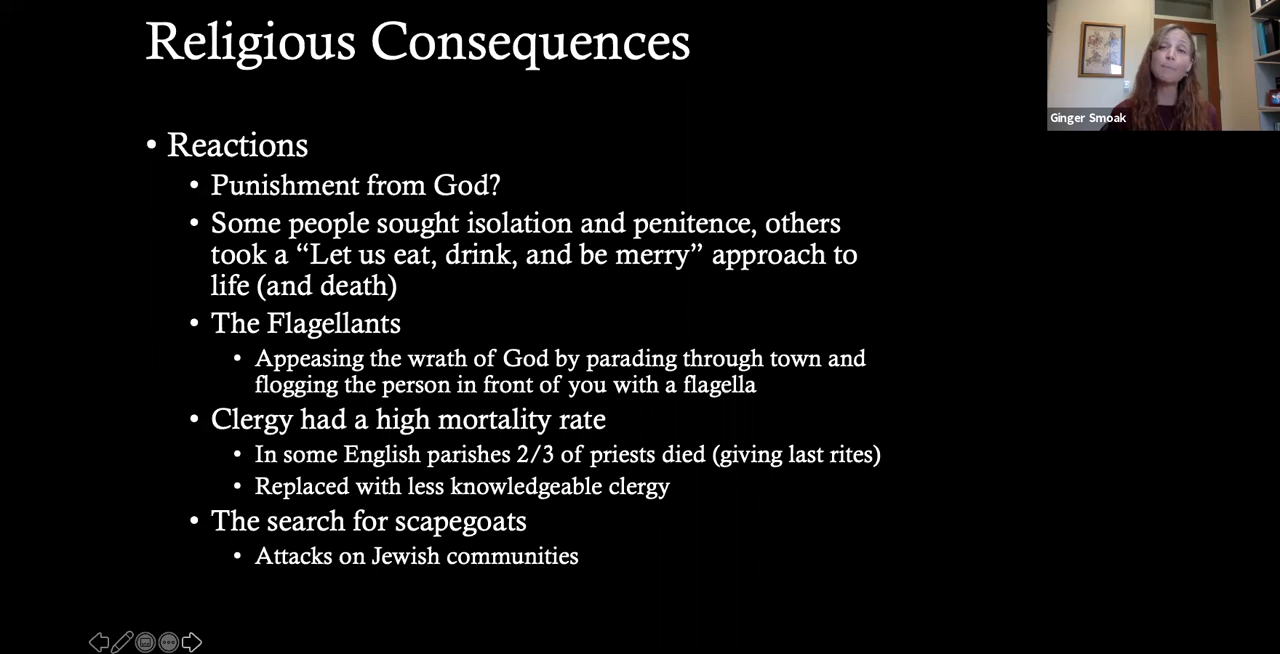 Religious Consequences
Ginger Smoak
• Reactions
• Punishment from God?
• Some people sought isolation and penitence, others
took a “Let us eat, drink, and be merry” approach to
life (and death)
• The Flagellants
• Appeasing the wrath of God by parading through town and
flogging the person in front of you with a flagella
• Clergy had a high mortality rate
• In some English parishes 2/3 of priests died (giving last rites)
• Replaced with less knowledgeable clergy
• The search for scapegoats
• Attacks on Jewish communities